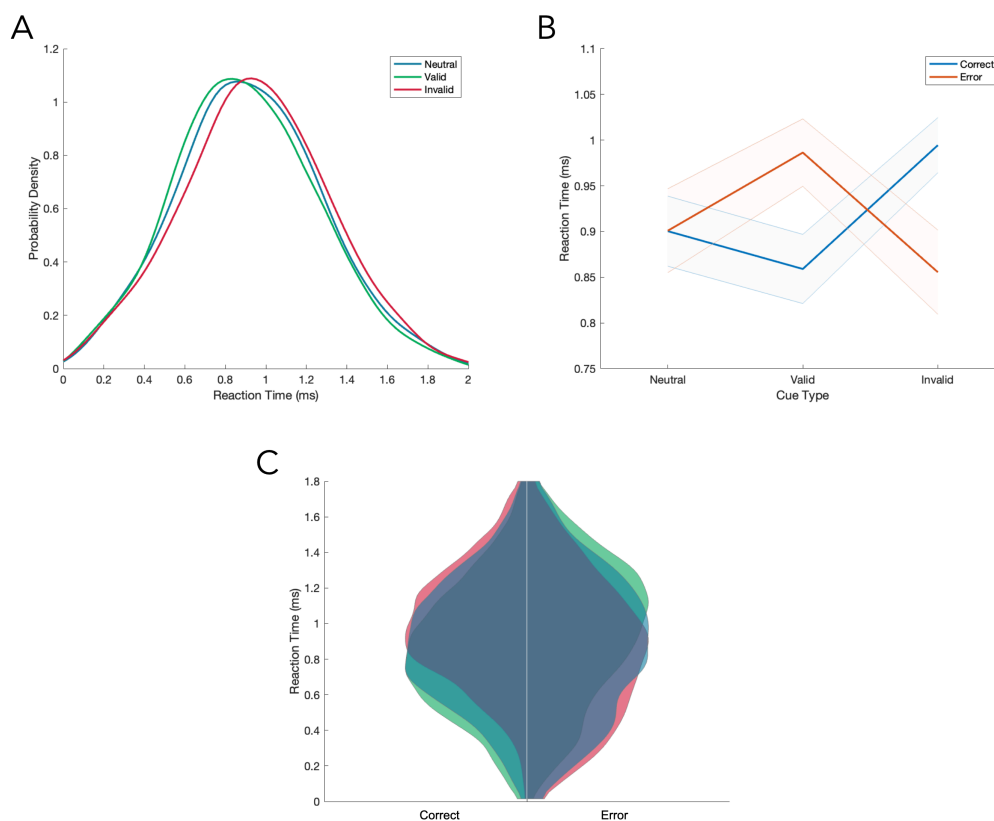 A
1.2
1
0.8
0.6
0.4
0.2
0
Probability Density
0 0.2 0.4 0.6 0.8 1 1.2 1.4 1.6 1.8 2
Reaction Time (ms)
Neutral
Valid
Invalid
B
1.1
1.05
1
0.95
0.9
0.85
0.8
0.75
Reaction Time (ms)
Neutral Valid Invalid
Cue Type
Correct
Error
C
1.8
1.6
1.4
1.2
1
0.8
0.6
0.4
0.2
0
Reaction Time (ms)
Correct Error